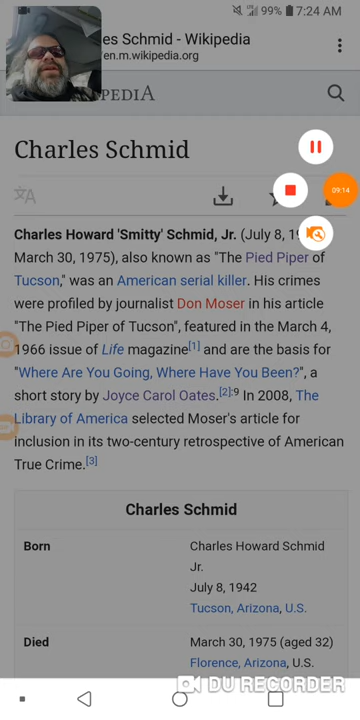 99% 7:24 AM
es Schmid - Wikipedia
en.m.wikipedia.org
PEDIA
Charles Schmid
09:14
Charles Howard 'Smitty' Schmid, Jr. (July 8, 19
March 30, 1975), also known as "The Pied Piper of
Tucson," was an American serial killer. His crimes
were profiled by journalist Don Moser in his article
"The Pied Piper of Tucson", featured in the March 4,
1966 issue of Life magazine[1] and are the basis for
"Where Are You Going, Where Have You Been?", a
short story by Joyce Carol Oates.[2]:9 In 2008, The
Library of America selected Moser's article for
inclusion in its two-century retrospective of American
True Crime.[3]
Charles Schmid
Born Charles Howard Schmid
Jr.
July 8, 1942
Tucson, Arizona, U.S.
Died March 30, 1975 (aged 32)
Florence, Arizona, U.S.
DU RECORDER